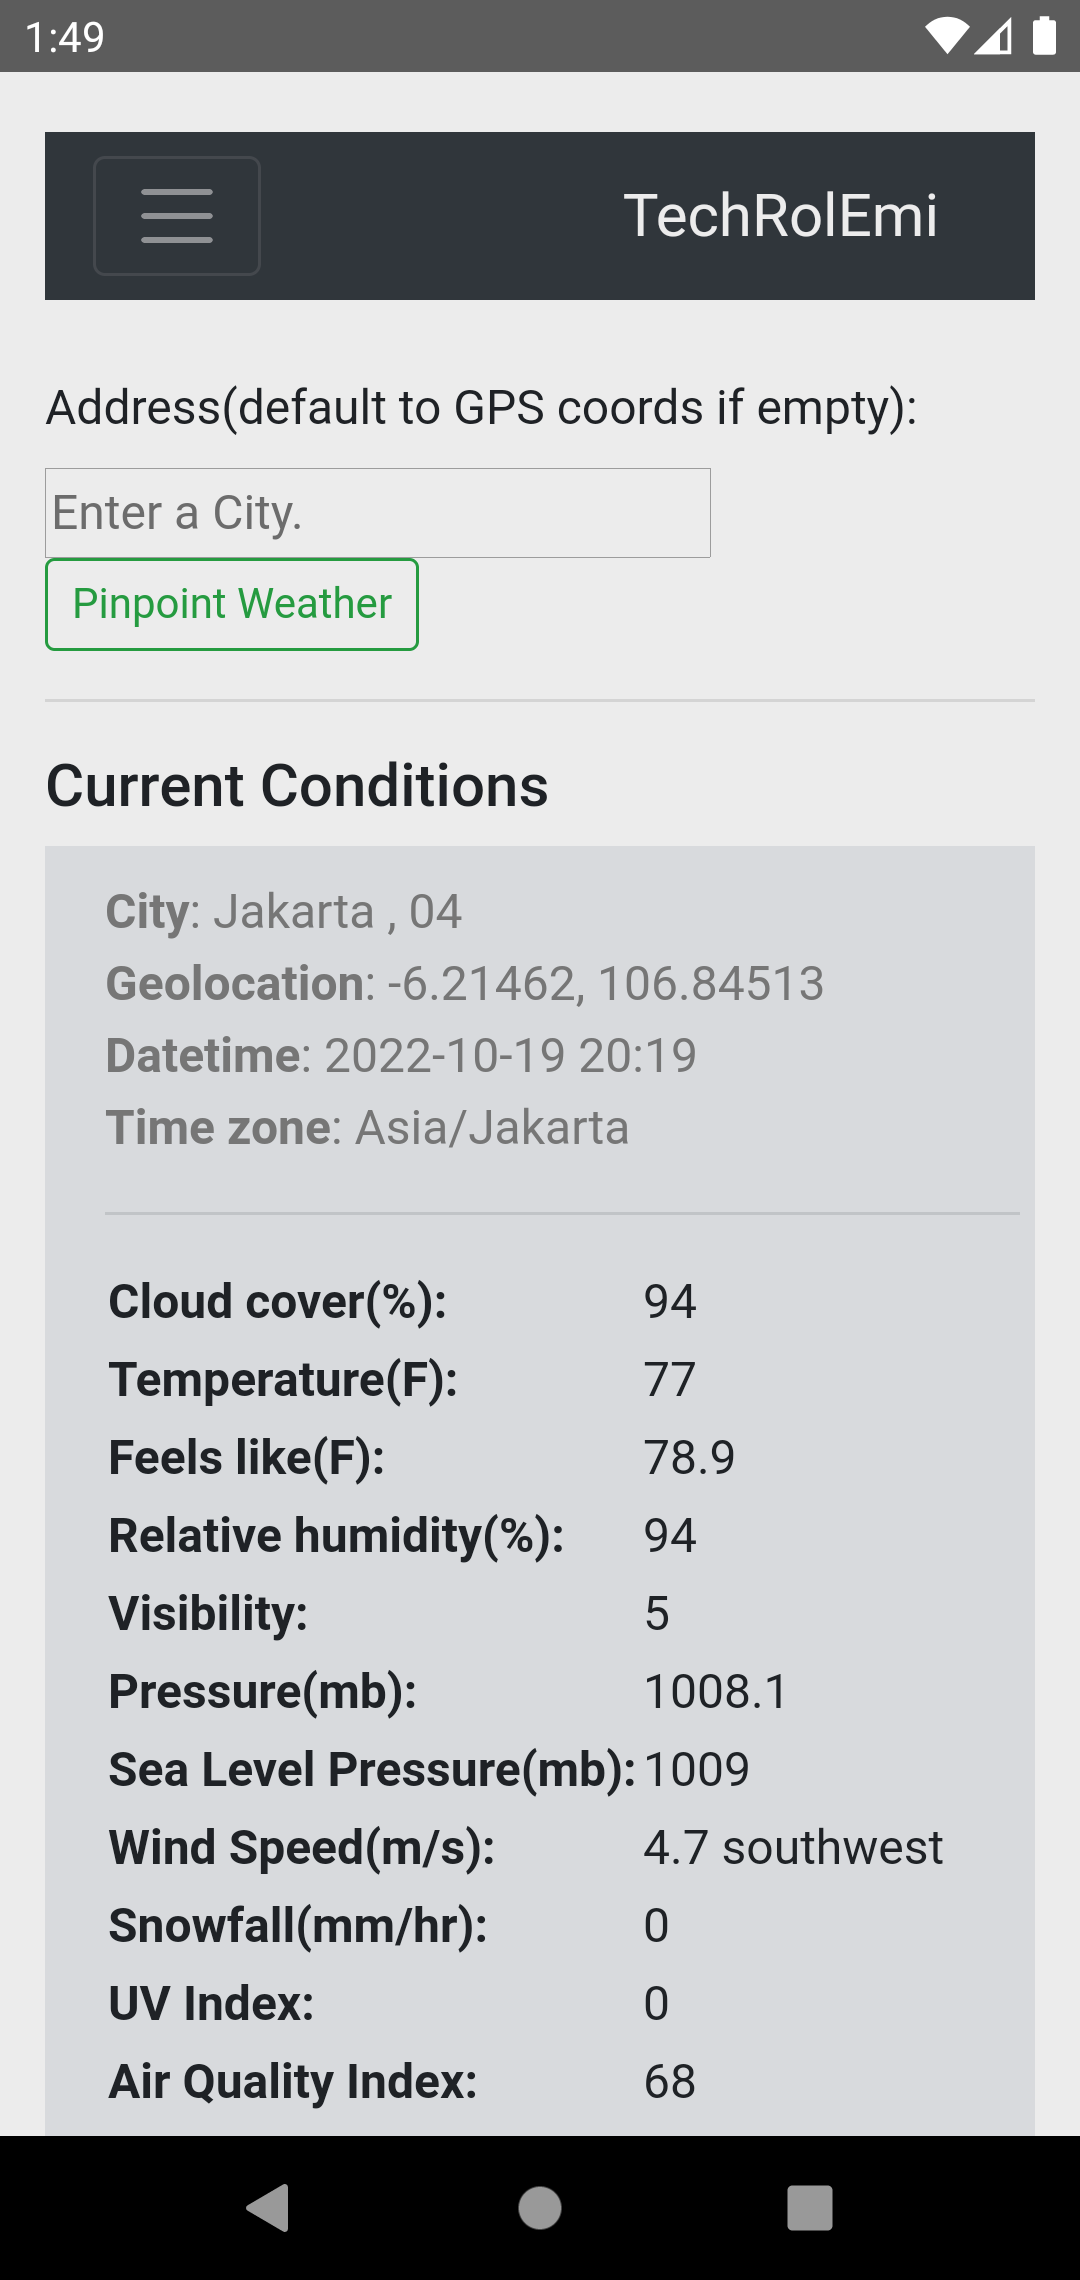 1:49
TechRolEmi
Address(default to GPS coords if empty):
Enter a City.
Pinpoint Weather
Current Conditions
City: Jakarta , 04
Geolocation: -6.21462, 106.84513
Datetime: 2022-10-19 20:19
Time zone: Asia/Jakarta
Cloud cover(%): 94
Temperature(F): 77
Feels like(F): 78.9
Relative humidity(%): 94
Visibility: 5
Pressure(mb): 1008.1
Sea Level Pressure(mb): 1009
Wind Speed(m/s): 4.7 southwest
Snowfall(mm/hr): 0
UV Index: 0
Air Quality Index: 68